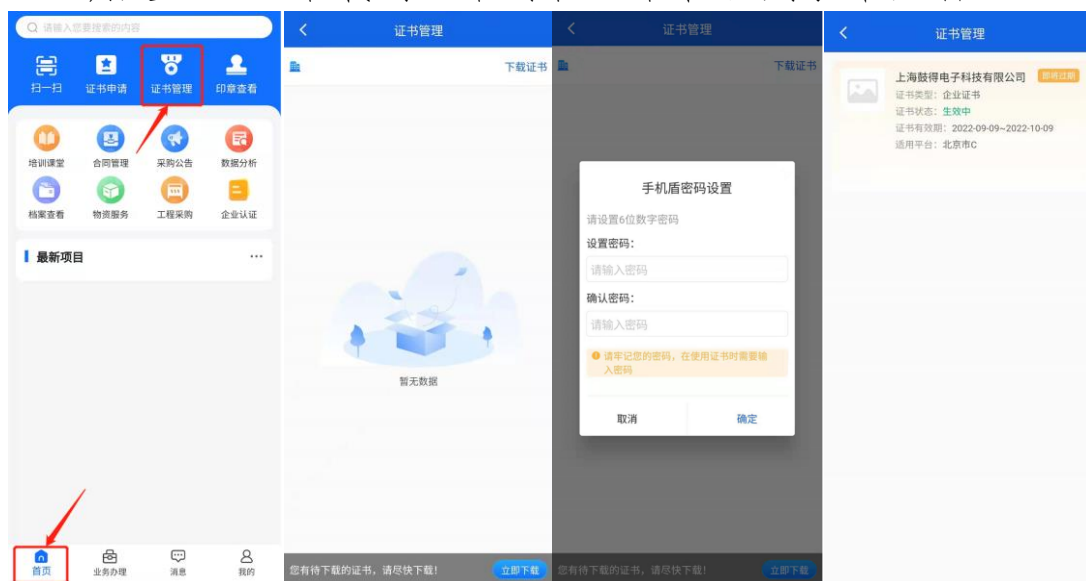 请输入您要搜索的内容
扫一扫
证书申请
证书管理
印章查看
培训课堂
合同管理
采购公告
数据分析
档案查看
物资服务
工程采购
企业认证
最新项目
...
首页
业务办理
消息
我的
证书管理
下载证书
暂无数据
您有待下载的证书，请尽快下载！
立即下载
证书管理
下载证书
手机盾密码设置
请设置6位数字密码
设置密码：
请输入密码
确认密码：
请输入密码
请牢记您的密码，在使用证书时需要输
入密码
取消
确定
您有待下载的证书，请尽快下载！
立即下载
证书管理
上海鼓得电子科技有限公司
即将过期
证书类型：企业证书
证书状态：生效中
证书有效期：2022-09-09~2022-10-09
适用平台：北京市C